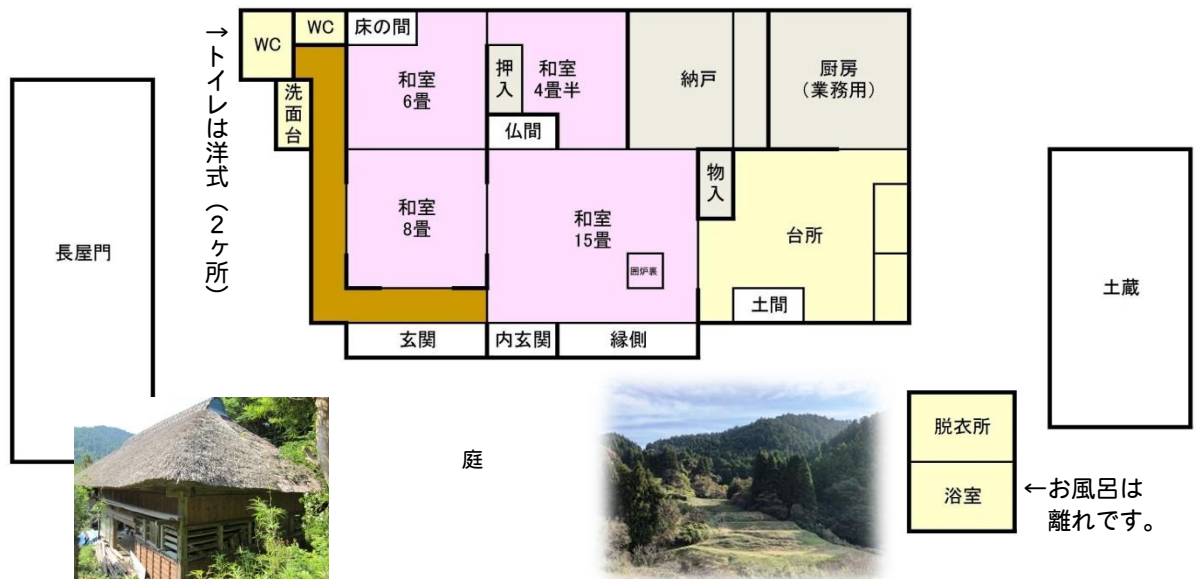 →トイレは洋式（2ヶ所）
WC
WC
床の間
洗面台
和室
6畳
押入
和室
4畳半
仏間
納戸
厨房
（業務用）
長屋門
和室
8畳
和室
15畳
囲炉裏
物入
台所
土間
土蔵
玄関
内玄関
縁側
庭
脱衣所
浴室
←お風呂は
離れです。